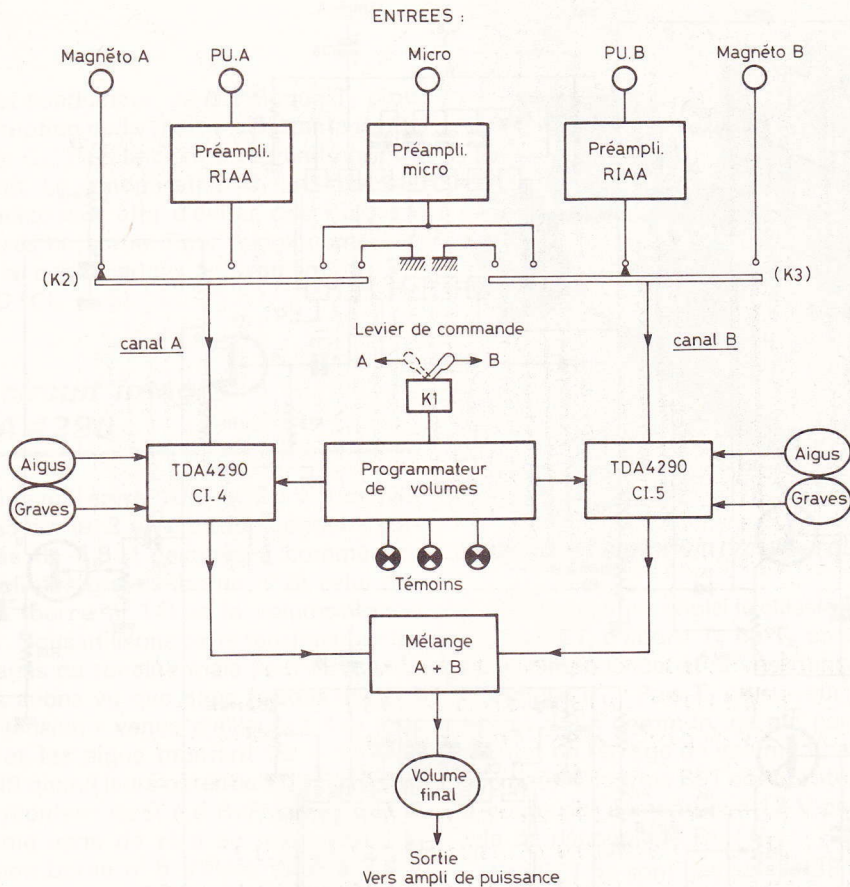 ENTREES :
Magnéto A
PU.A
Micro
PU.B
Magnéto B
Préampli.
RIAA
Préampli.
micro
Préampli.
RIAA
(K2)
(K3)
canal A
Levier de commande
A
B
canal B
K1
Aigus
Graves
TDA4290
CI.4
Programmateur
de volumes
TDA4290
CI.5
Aigus
Graves
Témoins
Mélange
A + B
Volume
final
Sortie
Vers ampli de puissance